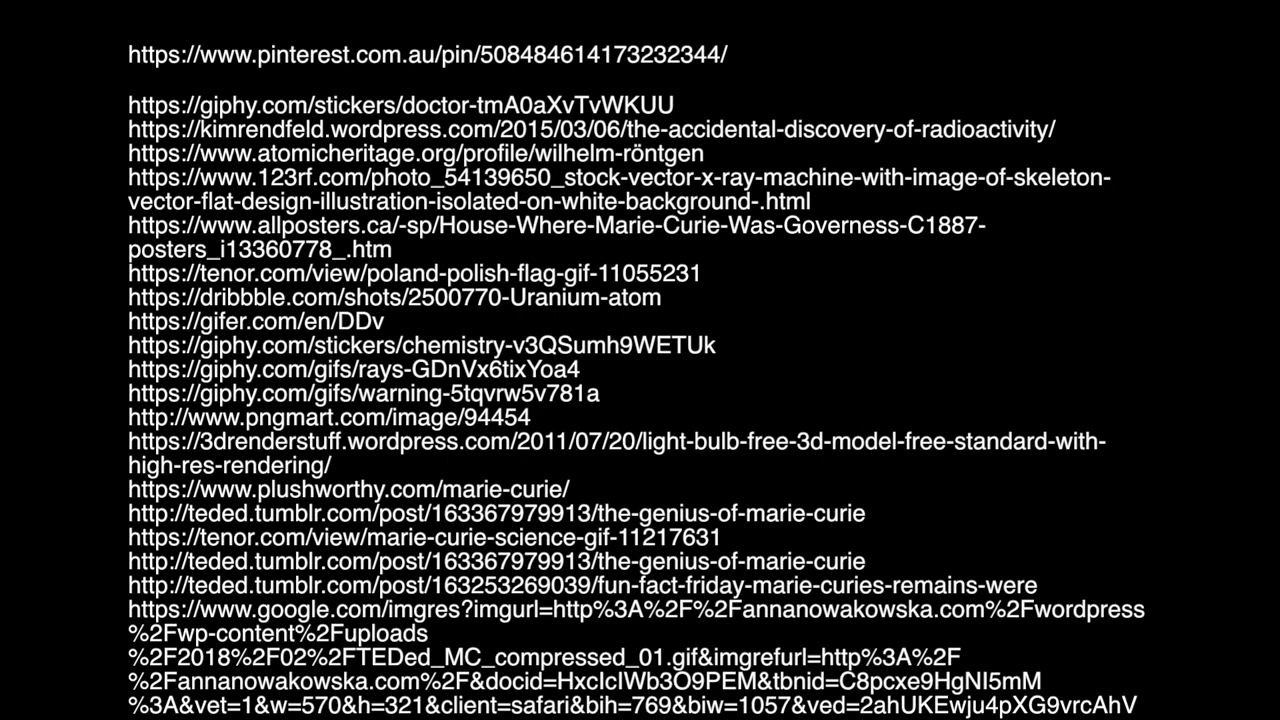 https://www.pinterest.com.au/pin/508484614173232344/
https://giphy.com/stickers/doctor-tmA0aXvTvWKUU
https://kimrendfeld.wordpress.com/2015/03/06/the-accidental-discovery-of-radioactivity/
https://www.atomicheritage.org/profile/wilhelm-röntgen
https://www.123rf.com/photo_54139650_stock-vector-x-ray-machine-with-image-of-skeleton-
vector-flat-design-illustration-isolated-on-white-background-.html
https://www.allposters.ca/-sp/House-Where-Marie-Curie-Was-Governess-C1887-
posters_i13360778_.htm
https://tenor.com/view/poland-polish-flag-gif-11055231
https://dribbble.com/shots/2500770-Uranium-atom
https://gifer.com/en/DDv
https://giphy.com/stickers/chemistry-v3QSumh9WETUk
https://giphy.com/gifs/rays-GDnVx6tixYoa4
https://giphy.com/gifs/warning-5tqvrw5v781a
http://www.pngmart.com/image/94454
https://3drenderstuff.wordpress.com/2011/07/20/light-bulb-free-3d-model-free-standard-with-
high-res-rendering/
https://www.plushworthy.com/marie-curie/
http://teded.tumblr.com/post/163367979913/the-genius-of-marie-curie
https://tenor.com/view/marie-curie-science-gif-11217631
http://teded.tumblr.com/post/163367979913/the-genius-of-marie-curie
http://teded.tumblr.com/post/163253269039/fun-fact-friday-marie-curies-remains-were
https://www.google.com/imgres?imgurl=http%3A%2F%2Fannanowakowska.com%2Fwordpress
%2Fwp-content%2Fuploads
%2F2018%2F02%2FTEDed_MC_compressed_01.gif&imgrefurl=http%3A%2F
%2Fannanowakowska.com%2F&docid=HxcIcIWb3O9PEM&tbnid=C8pcxe9HgNI5mM
%3A&vet=1&w=570&h=321&client=safari&bih=769&biw=1057&ved=2ahUKEwju4pXG9vrcAhV